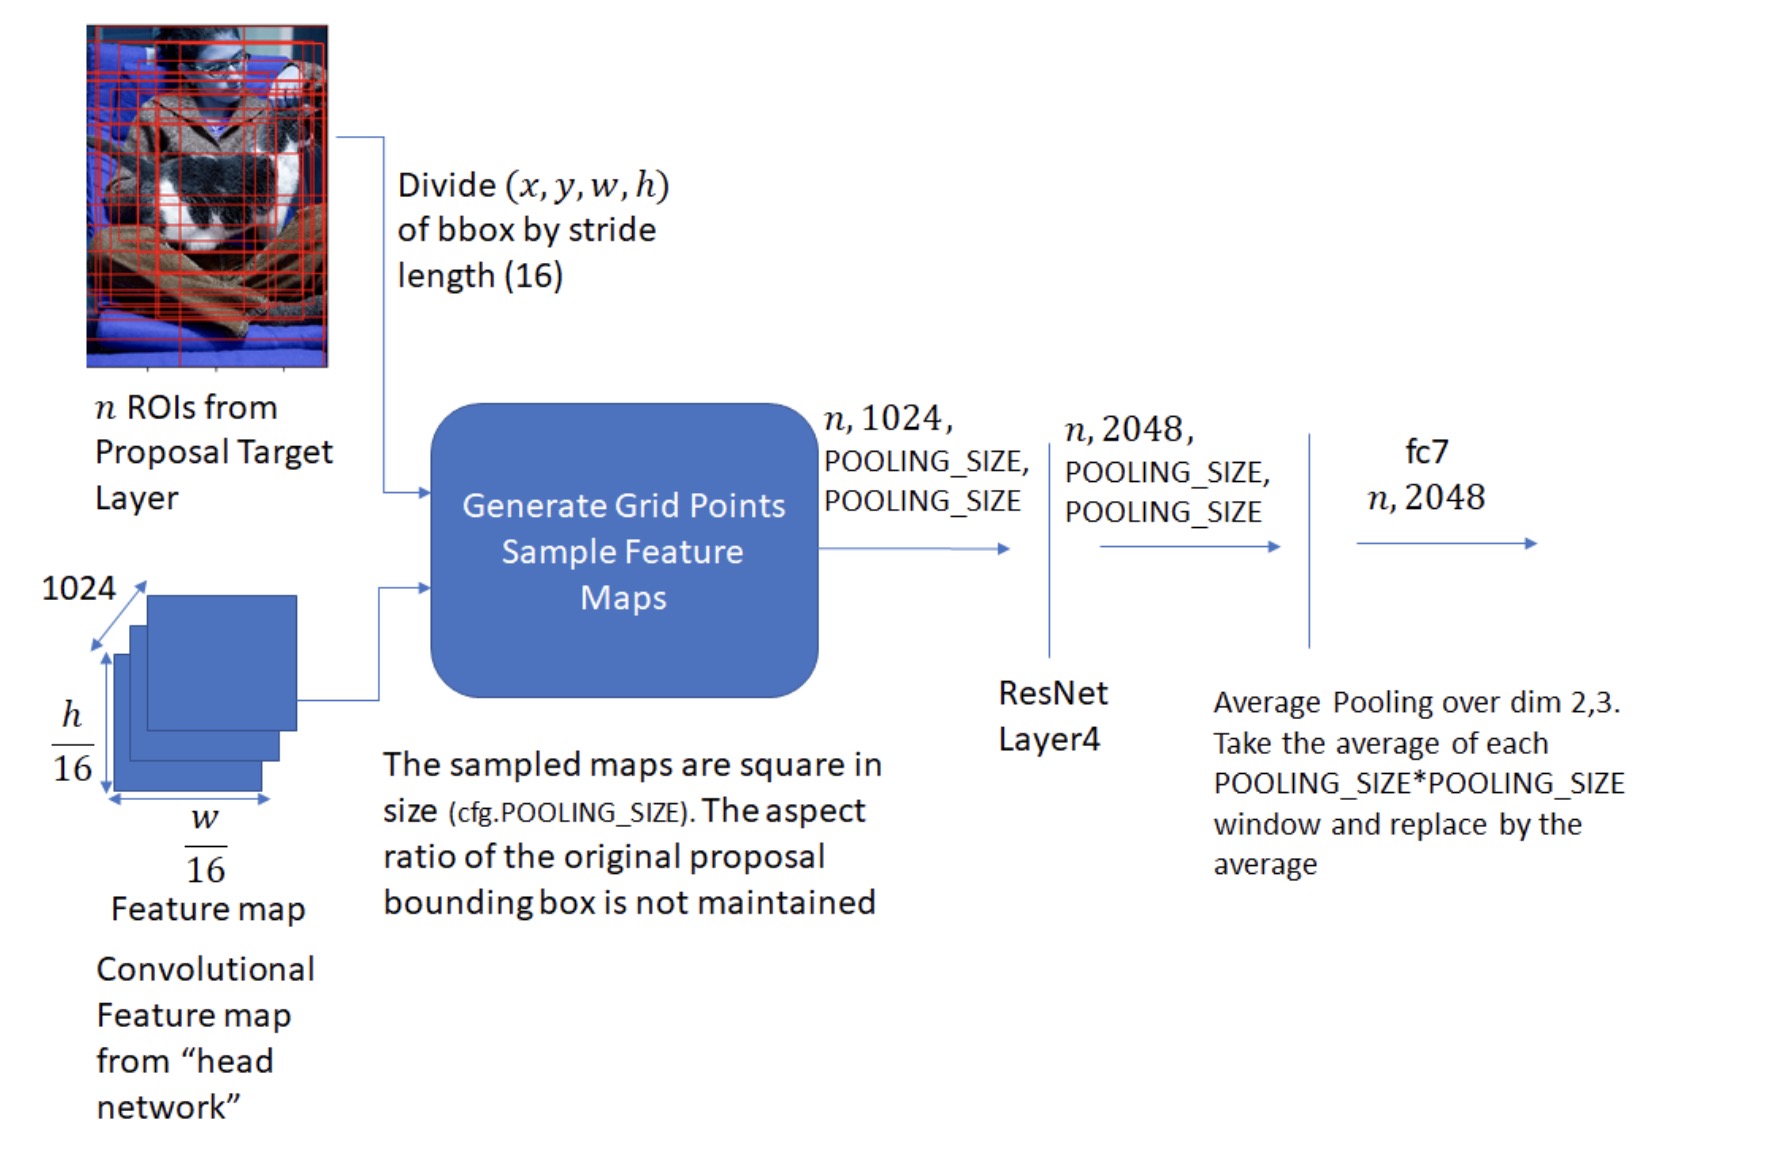 Divide (x, y, w, h)
of bbox by stride
length (16)
n ROIs from
Proposal Target
Layer
1024
h
16
w
16
Feature map
Convolutional
Feature map
from “head
network”
Generate Grid Points
Sample Feature
Maps
The sampled maps are square in
size (cfg.POOLING_SIZE). The aspect
ratio of the original proposal
bounding box is not maintained
n, 1024,
POOLING_SIZE,
POOLING_SIZE
ResNet
Layer4
n, 2048,
POOLING_SIZE,
POOLING_SIZE
Average Pooling over dim 2,3.
Take the average of each
POOLING_SIZE*POOLING_SIZE
window and replace by the
average
fc7
n, 2048